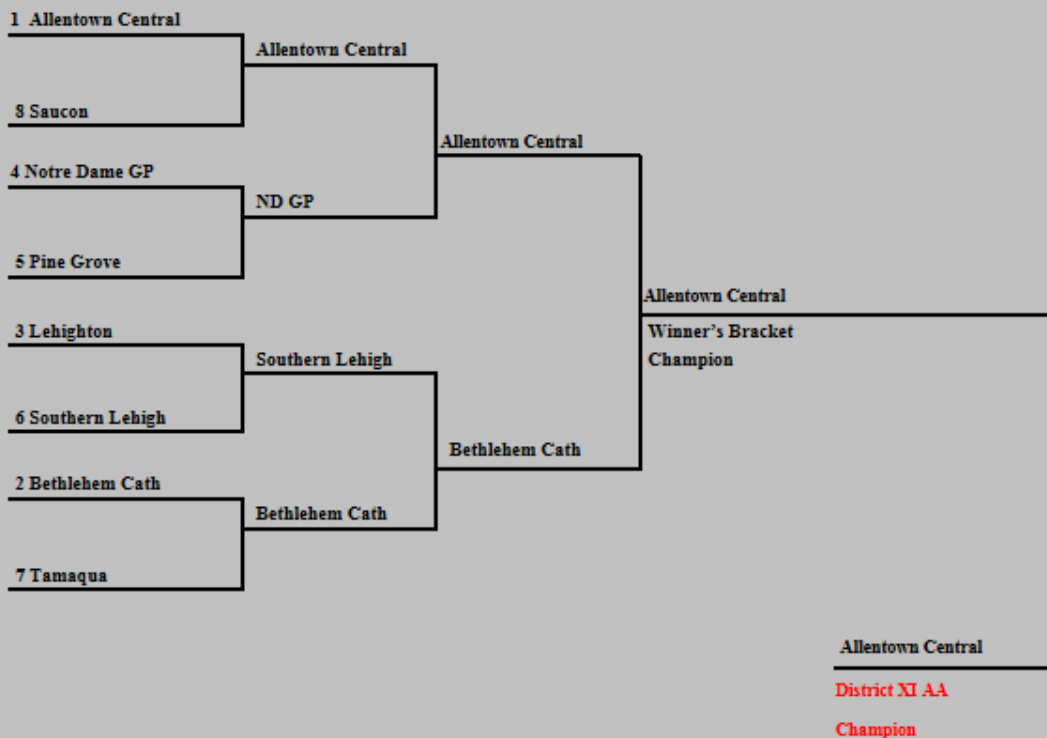 1 Allentown Central
Allentown Central
8 Saucon
Allentown Central
4 Notre Dame GP
ND GP
5 Pine Grove
Allentown Central
3 Lehighton
Winner's Bracket
Southern Lehigh
Champion
6 Southern Lehigh
Bethlehem Cath
2 Bethlehem Cath
Bethlehem Cath
7 Tamaqua
Allentown Central
District XI AA
Champion